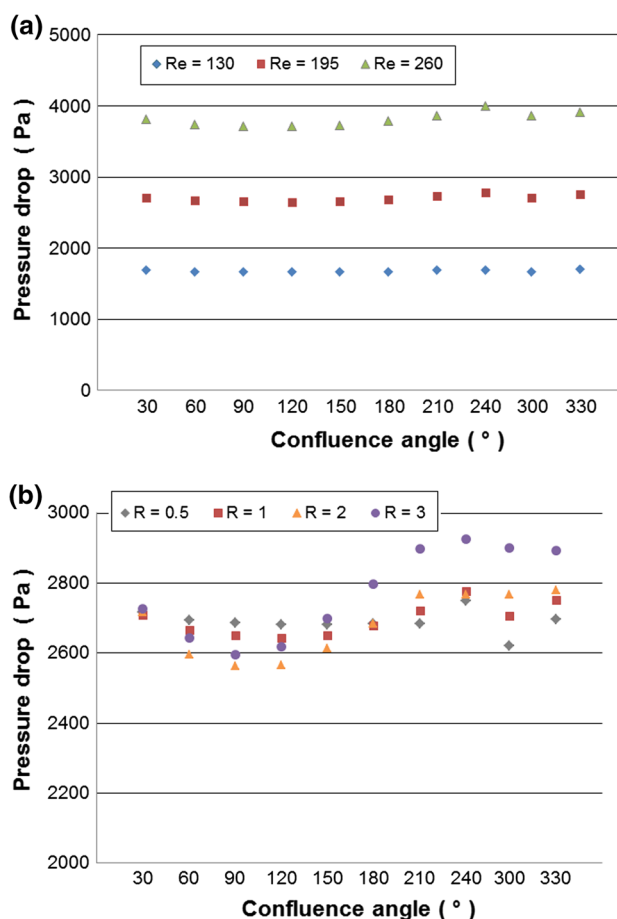 (a)
5000
Re = 130 Re = 195 Re = 260
4000
3000
2000
1000
0
Pressure drop ( Pa )
30 60 90 120 150 180 210 240 300 330
Confluence angle ( ° )
(b)
3000
R = 0.5 R = 1 R = 2 R = 3
2800
2600
2400
2200
2000
Pressure drop ( Pa )
30 60 90 120 150 180 210 240 300 330
Confluence angle ( ° )